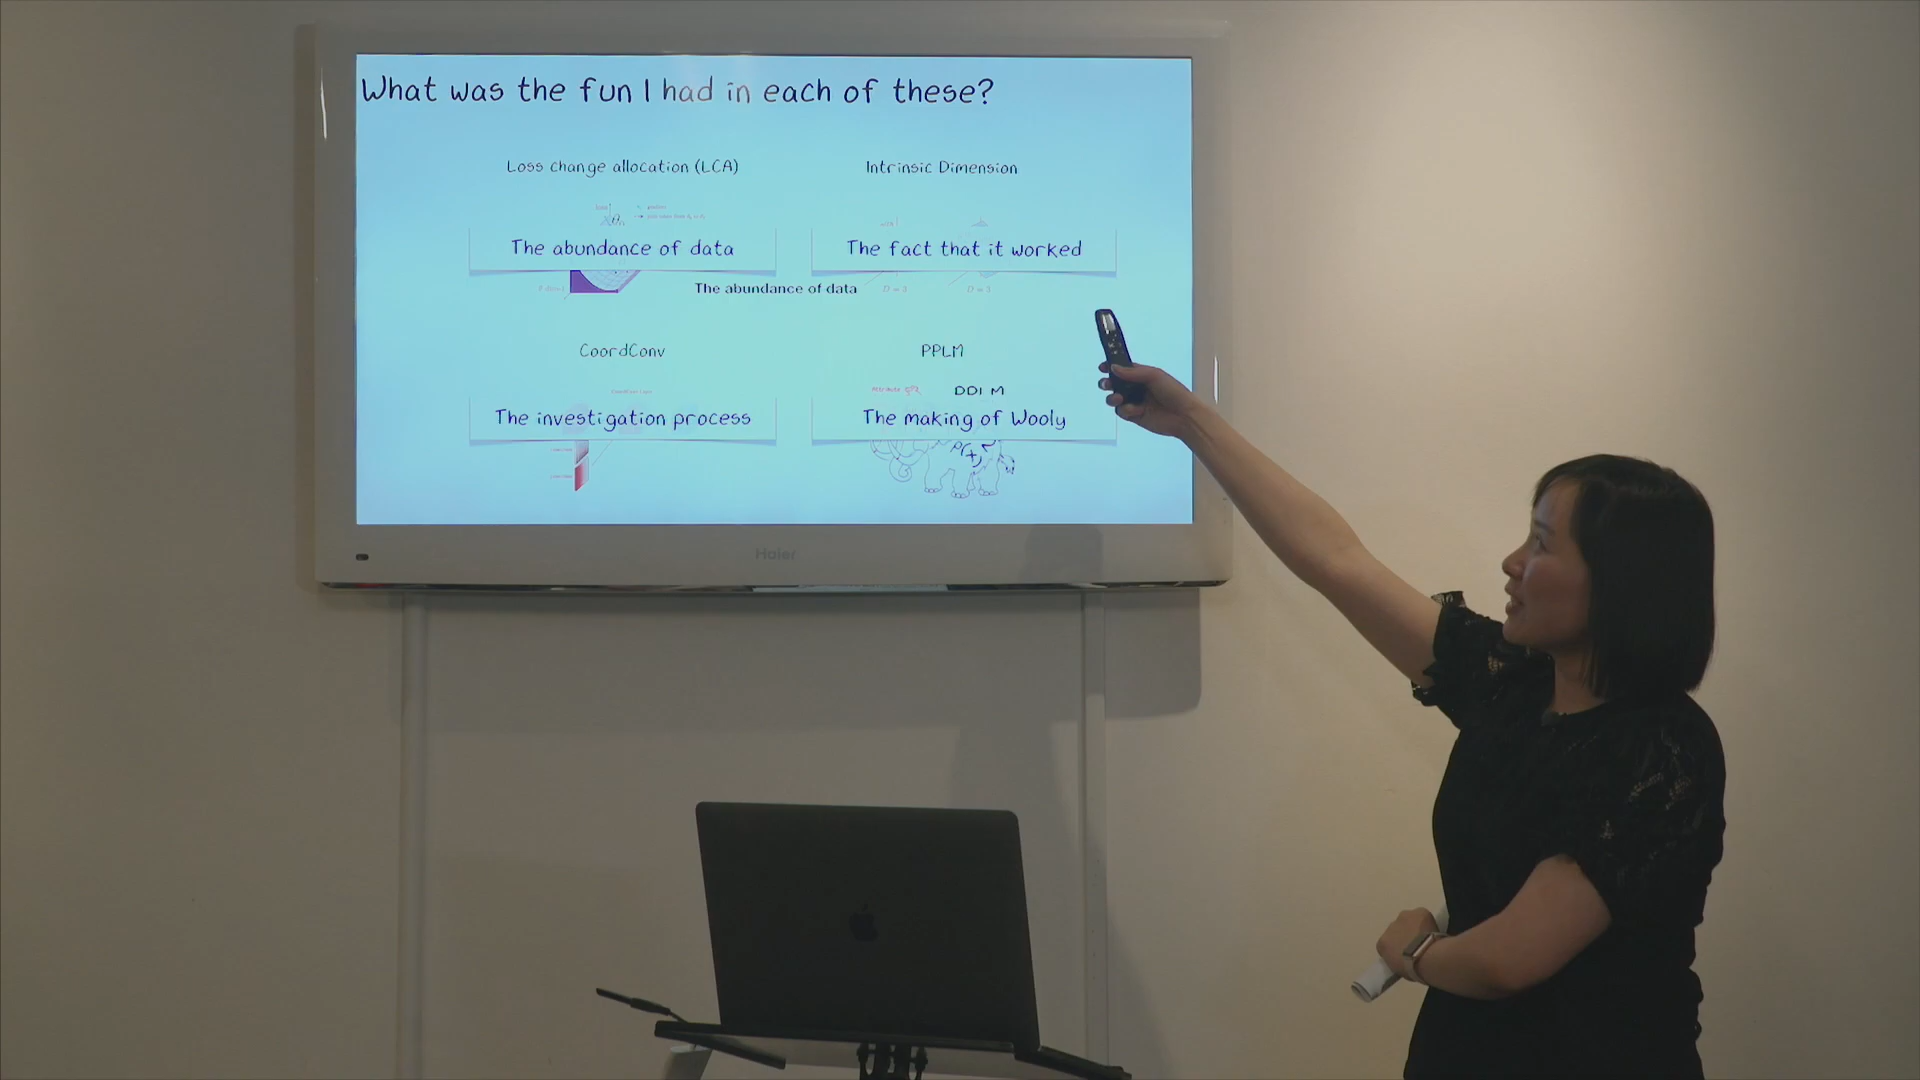 What was the fun I had in each of these?
Loss change allocation (LCA)
Intrinsic Dimension
The abundance of data
The fact that it worked
The abundance of data
D = 3
D = 3
CoordConv
PPLM
DDI M
The investigation process
The making of Wooly
p(x)
Haier